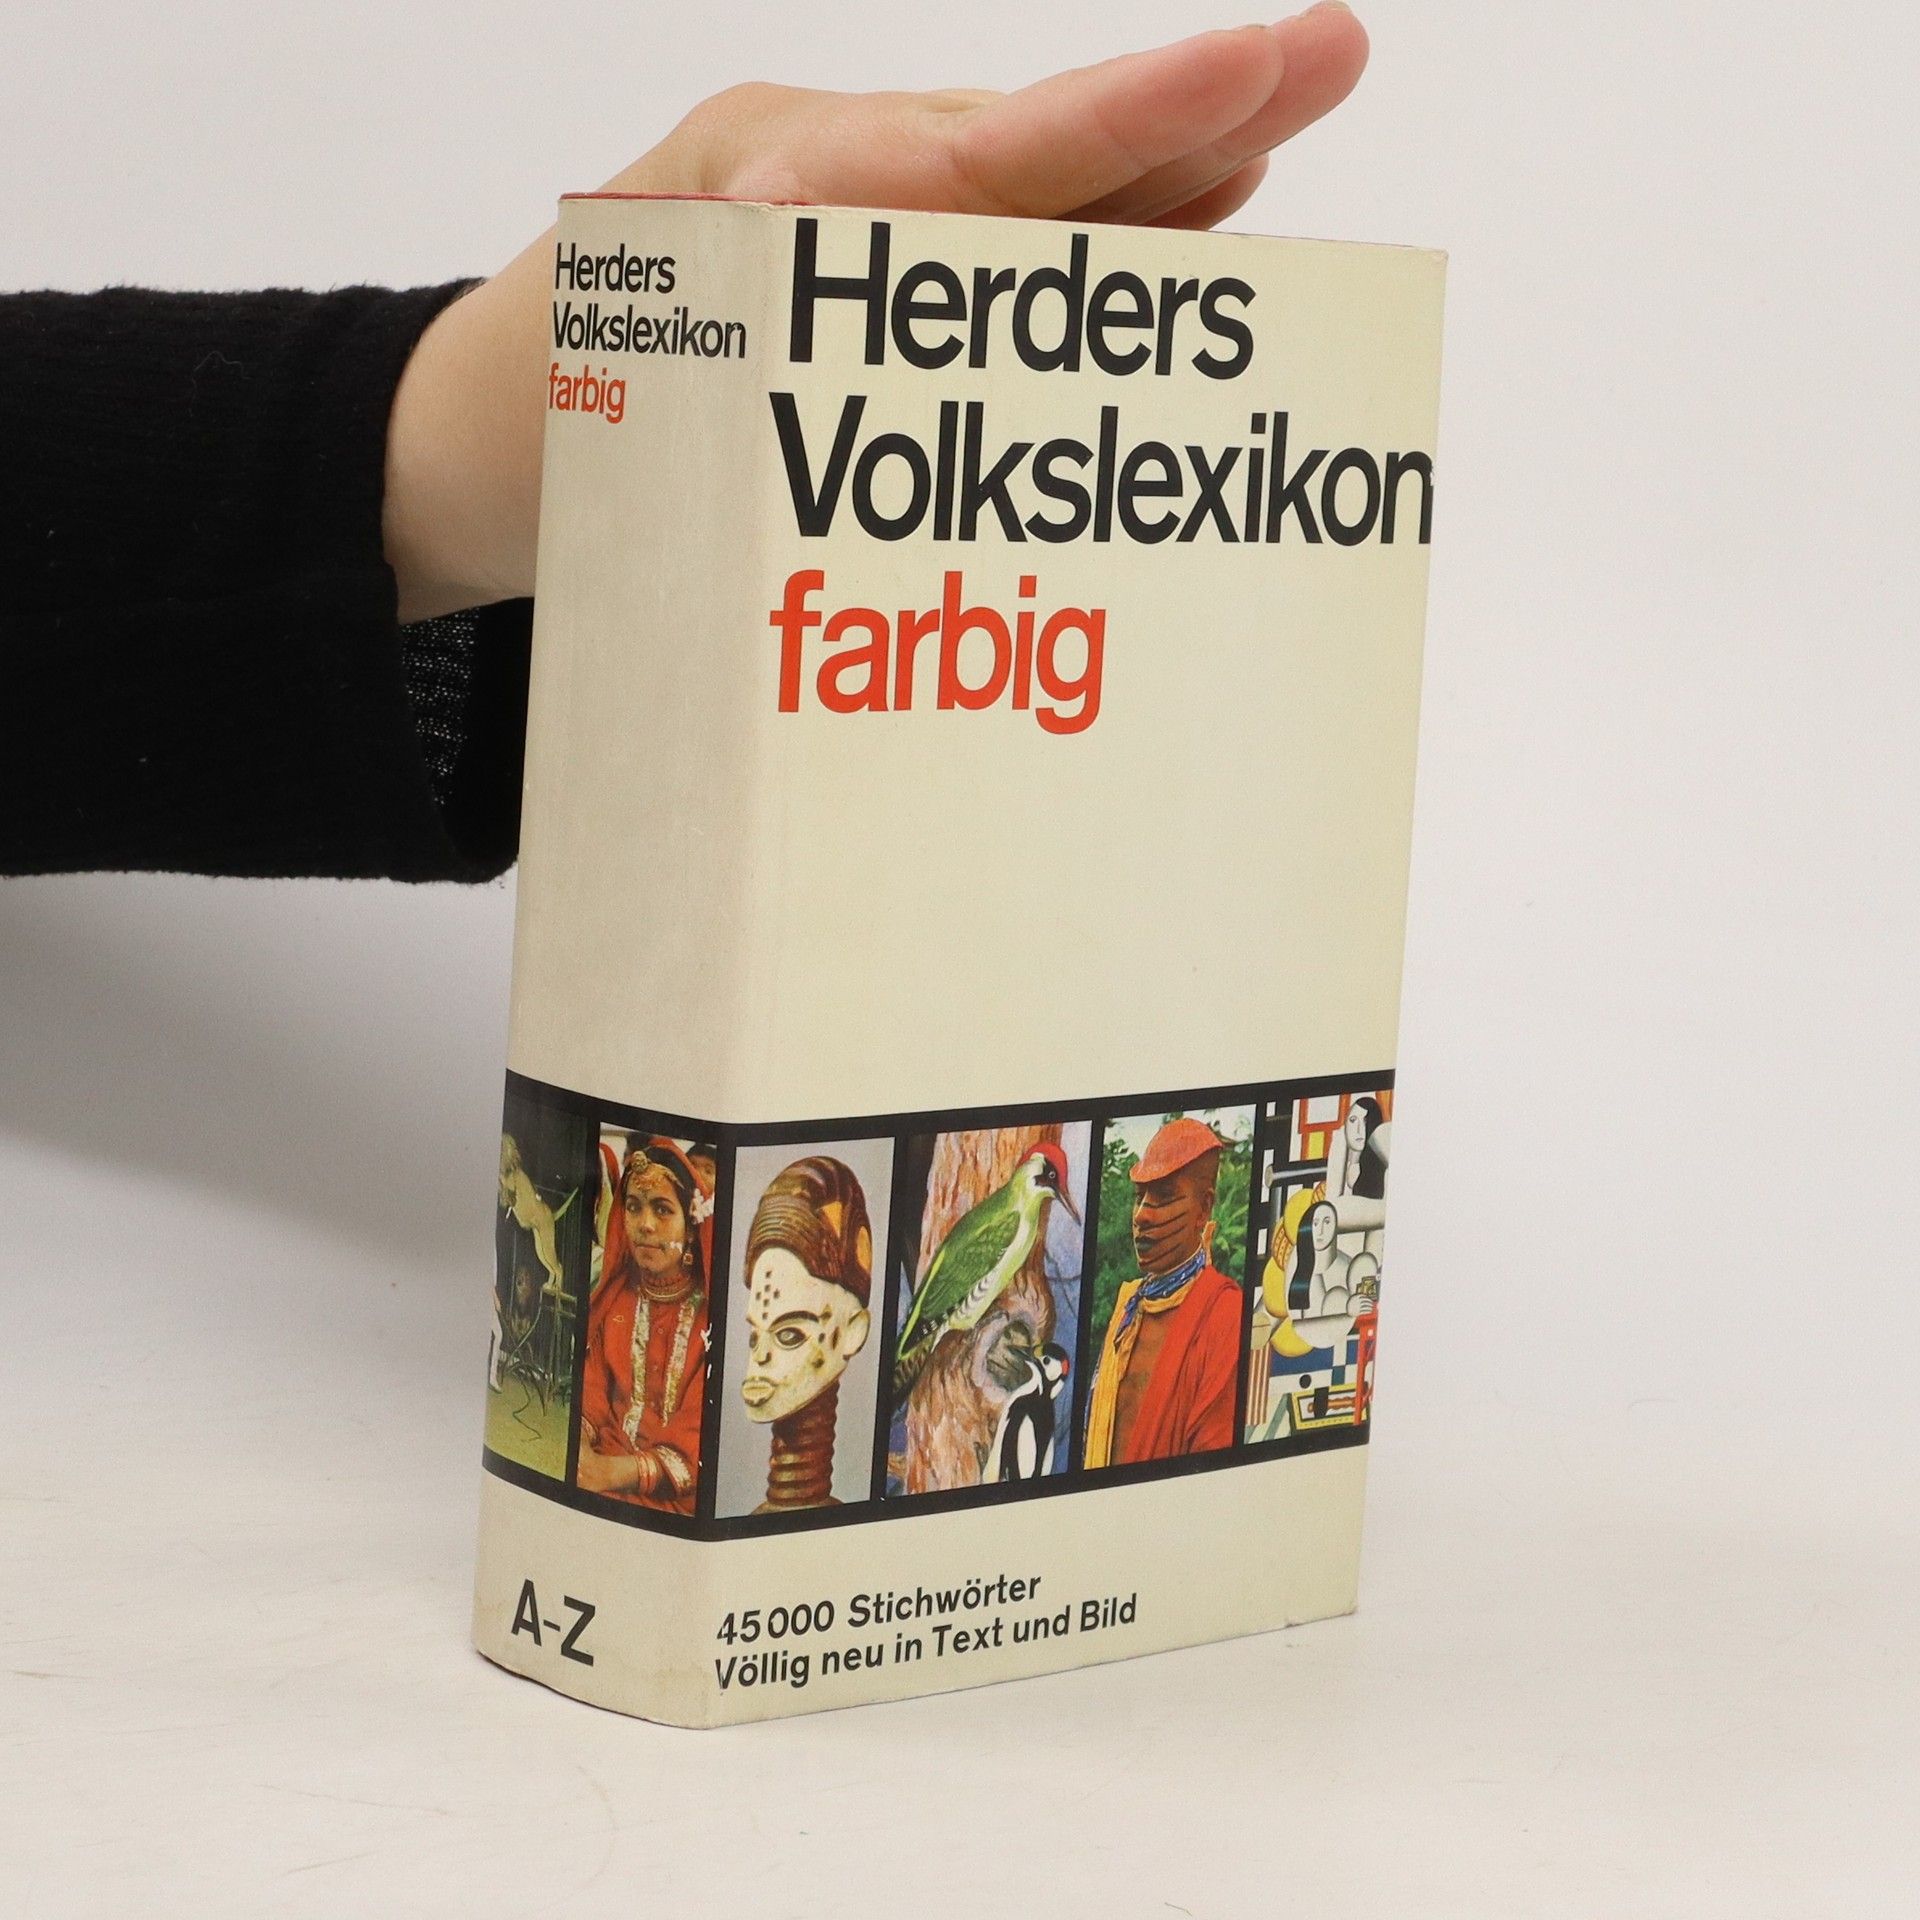 Herders
Volkslexikon
farbig
A-Z
Herders
Volkslexikon
farbig
45000 Stichwörter
Völlig neu in Text und Bild